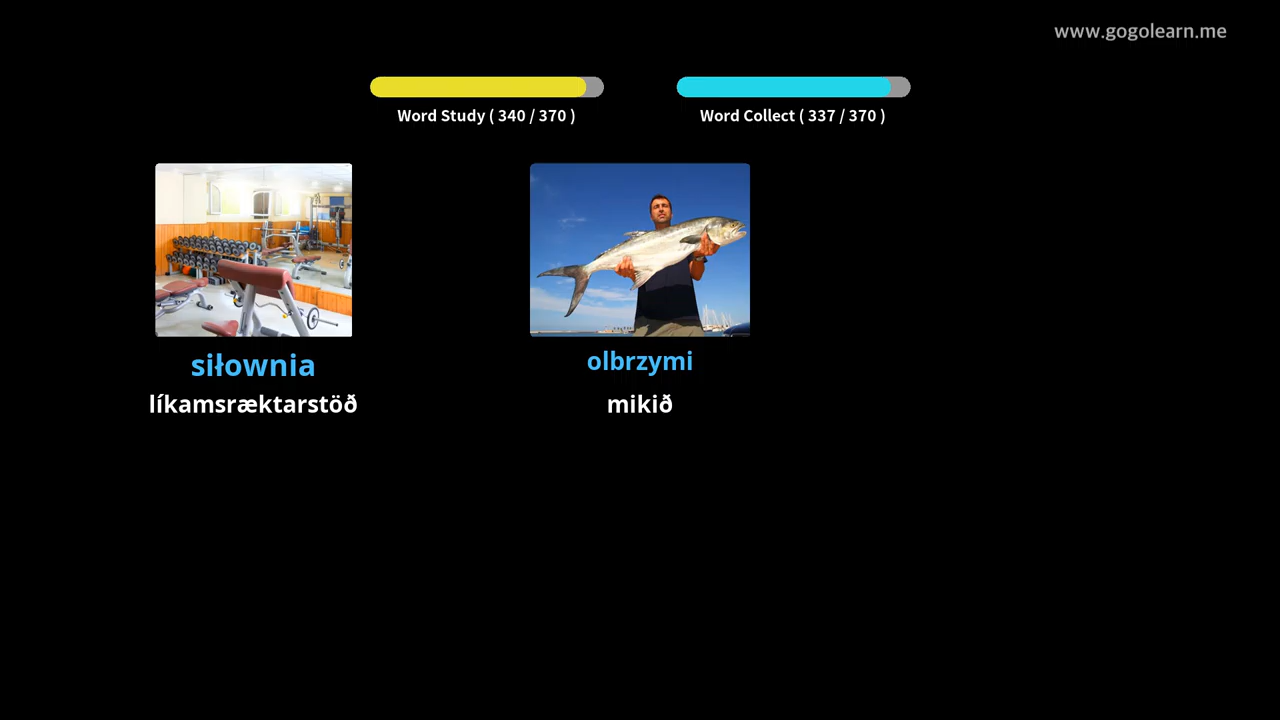 www.gogolearn.me
Word Study ( 340 / 370 )
Word Collect ( 337 / 370 )
siłownia
líkamsræktarstöð
olbrzymi
mikið